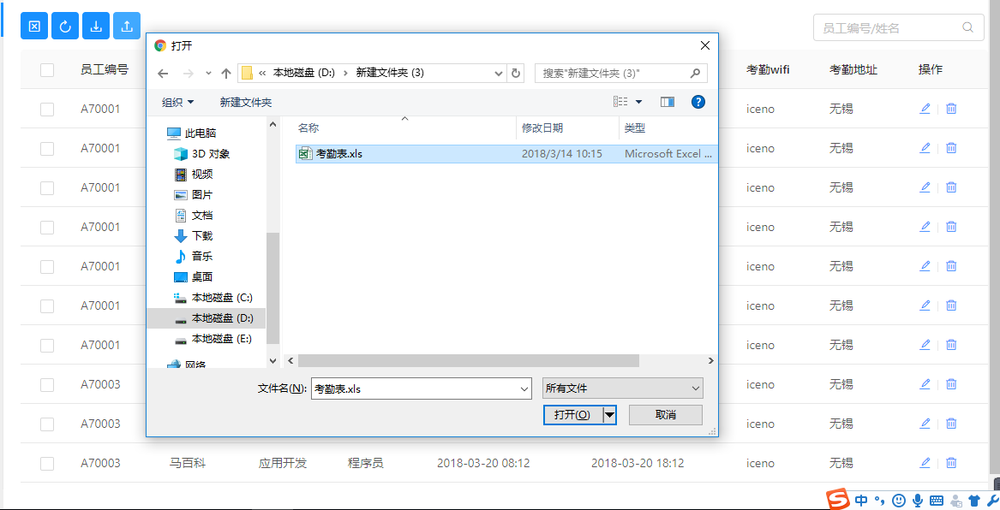 员工编号/姓名
打开
本地磁盘 (D:) 新建文件夹 (3)
搜索"新建文件夹 (3)"
组织 新建文件夹
此电脑
3D 对象
视频
图片
文档
下载
音乐
桌面
本地磁盘 (C:)
本地磁盘 (D:)
本地磁盘 (E:)
网络
名称 修改日期 类型
考勤表.xls 2018/3/14 10:15 Microsoft Excel ...
文件名(N): 考勤表.xls 所有文件
打开(O) 取消
员工编号 考勤wifi 考勤地址 操作
A70001 iceno 无锡
A70001 iceno 无锡
A70001 iceno 无锡
A70001 iceno 无锡
A70001 iceno 无锡
A70001 iceno 无锡
A70001 iceno 无锡
A70003 iceno 无锡
A70003 iceno 无锡
A70003 马百科 应用开发 程序员 2018-03-20 08:12 2018-03-20 18:12 iceno 无锡
S 中